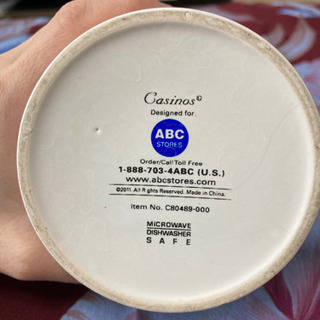 Casinos©
Designed for:
ABC
STORES
Order/Call Toll Free
1-888-703-4ABC (U.S.)
www.abcstores.com
©2011. All Rights Reserved. Made in China.
Item No. C80489-000
MICROWAVE
DISHWASHER
SAFE